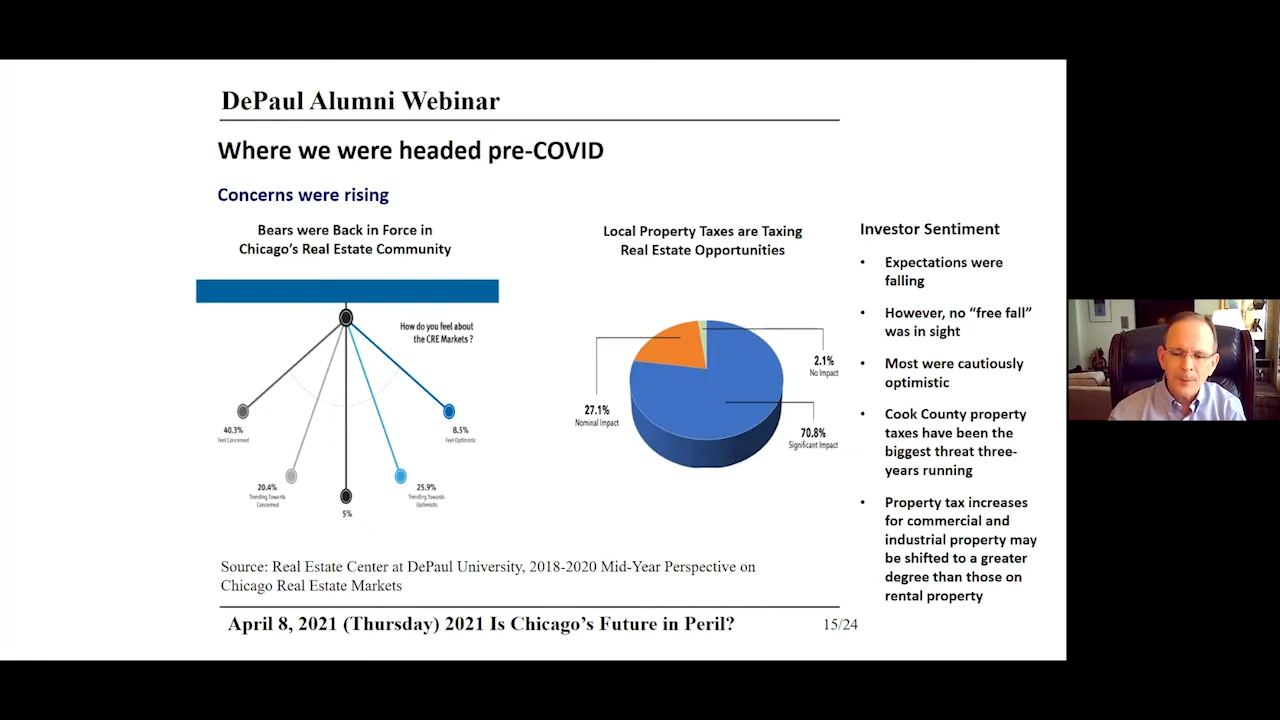 DePaul Alumni Webinar
Where we were headed pre-COVID
Concerns were rising
Bears were Back in Force in
Chicago's Real Estate Community
How do you feel about
the CRE Markets ?
40.3%
Feel Concerned
20.4%
Trending Towards
Concerned
5%
25.9%
Trending Towards
Optimistic
8.5%
Feel Optimistic
Local Property Taxes are Taxing
Real Estate Opportunities
27.1%
Nominal Impact
2.1%
No Impact
70.8%
Significant Impact
Investor Sentiment
• Expectations were
falling
• However, no “free fall”
was in sight
• Most were cautiously
optimistic
• Cook County property
taxes have been the
biggest threat three-
years running
• Property tax increases
for commercial and
industrial property may
be shifted to a greater
degree than those on
rental property
Source: Real Estate Center at DePaul University, 2018-2020 Mid-Year Perspective on
Chicago Real Estate Markets
April 8, 2021 (Thursday) 2021 Is Chicago's Future in Peril?
15/24